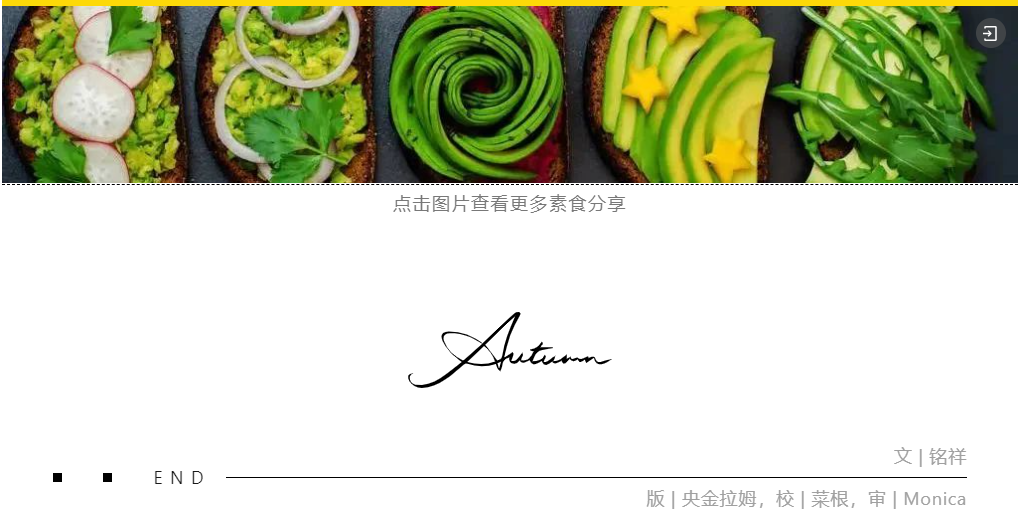 点击图片查看更多素食分享
Autumn
文 | 铭祥
END
版 | 央金拉姆，校 | 菜根，审 | Monica